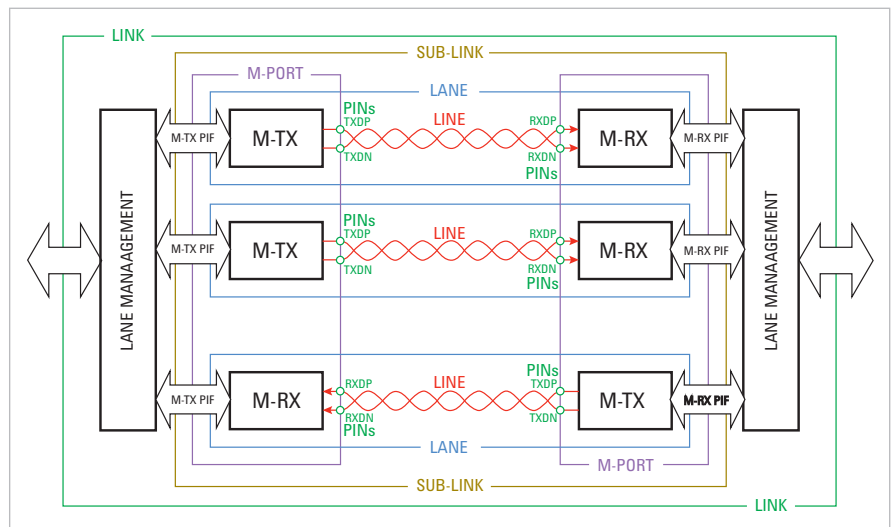 LINK
SUB-LINK
M-PORT
LANE
LANE MANAAGEMENT
M-TX PIF
M-TX
PINs
TXDP
TXDN
LINE
RXDP
RXDN
PINs
M-RX
M-RX PIF
LANE MANAAGEMENT
M-TX PIF
M-TX
PINs
TXDP
TXDN
LINE
RXDP
RXDN
PINs
M-RX
M-RX PIF
M-TX PIF
M-RX
RXDP
RXDN
PINs
LINE
PINs
TXDP
TXDN
M-TX
M-RX PIF
LANE
M-PORT
SUB-LINK
LINK